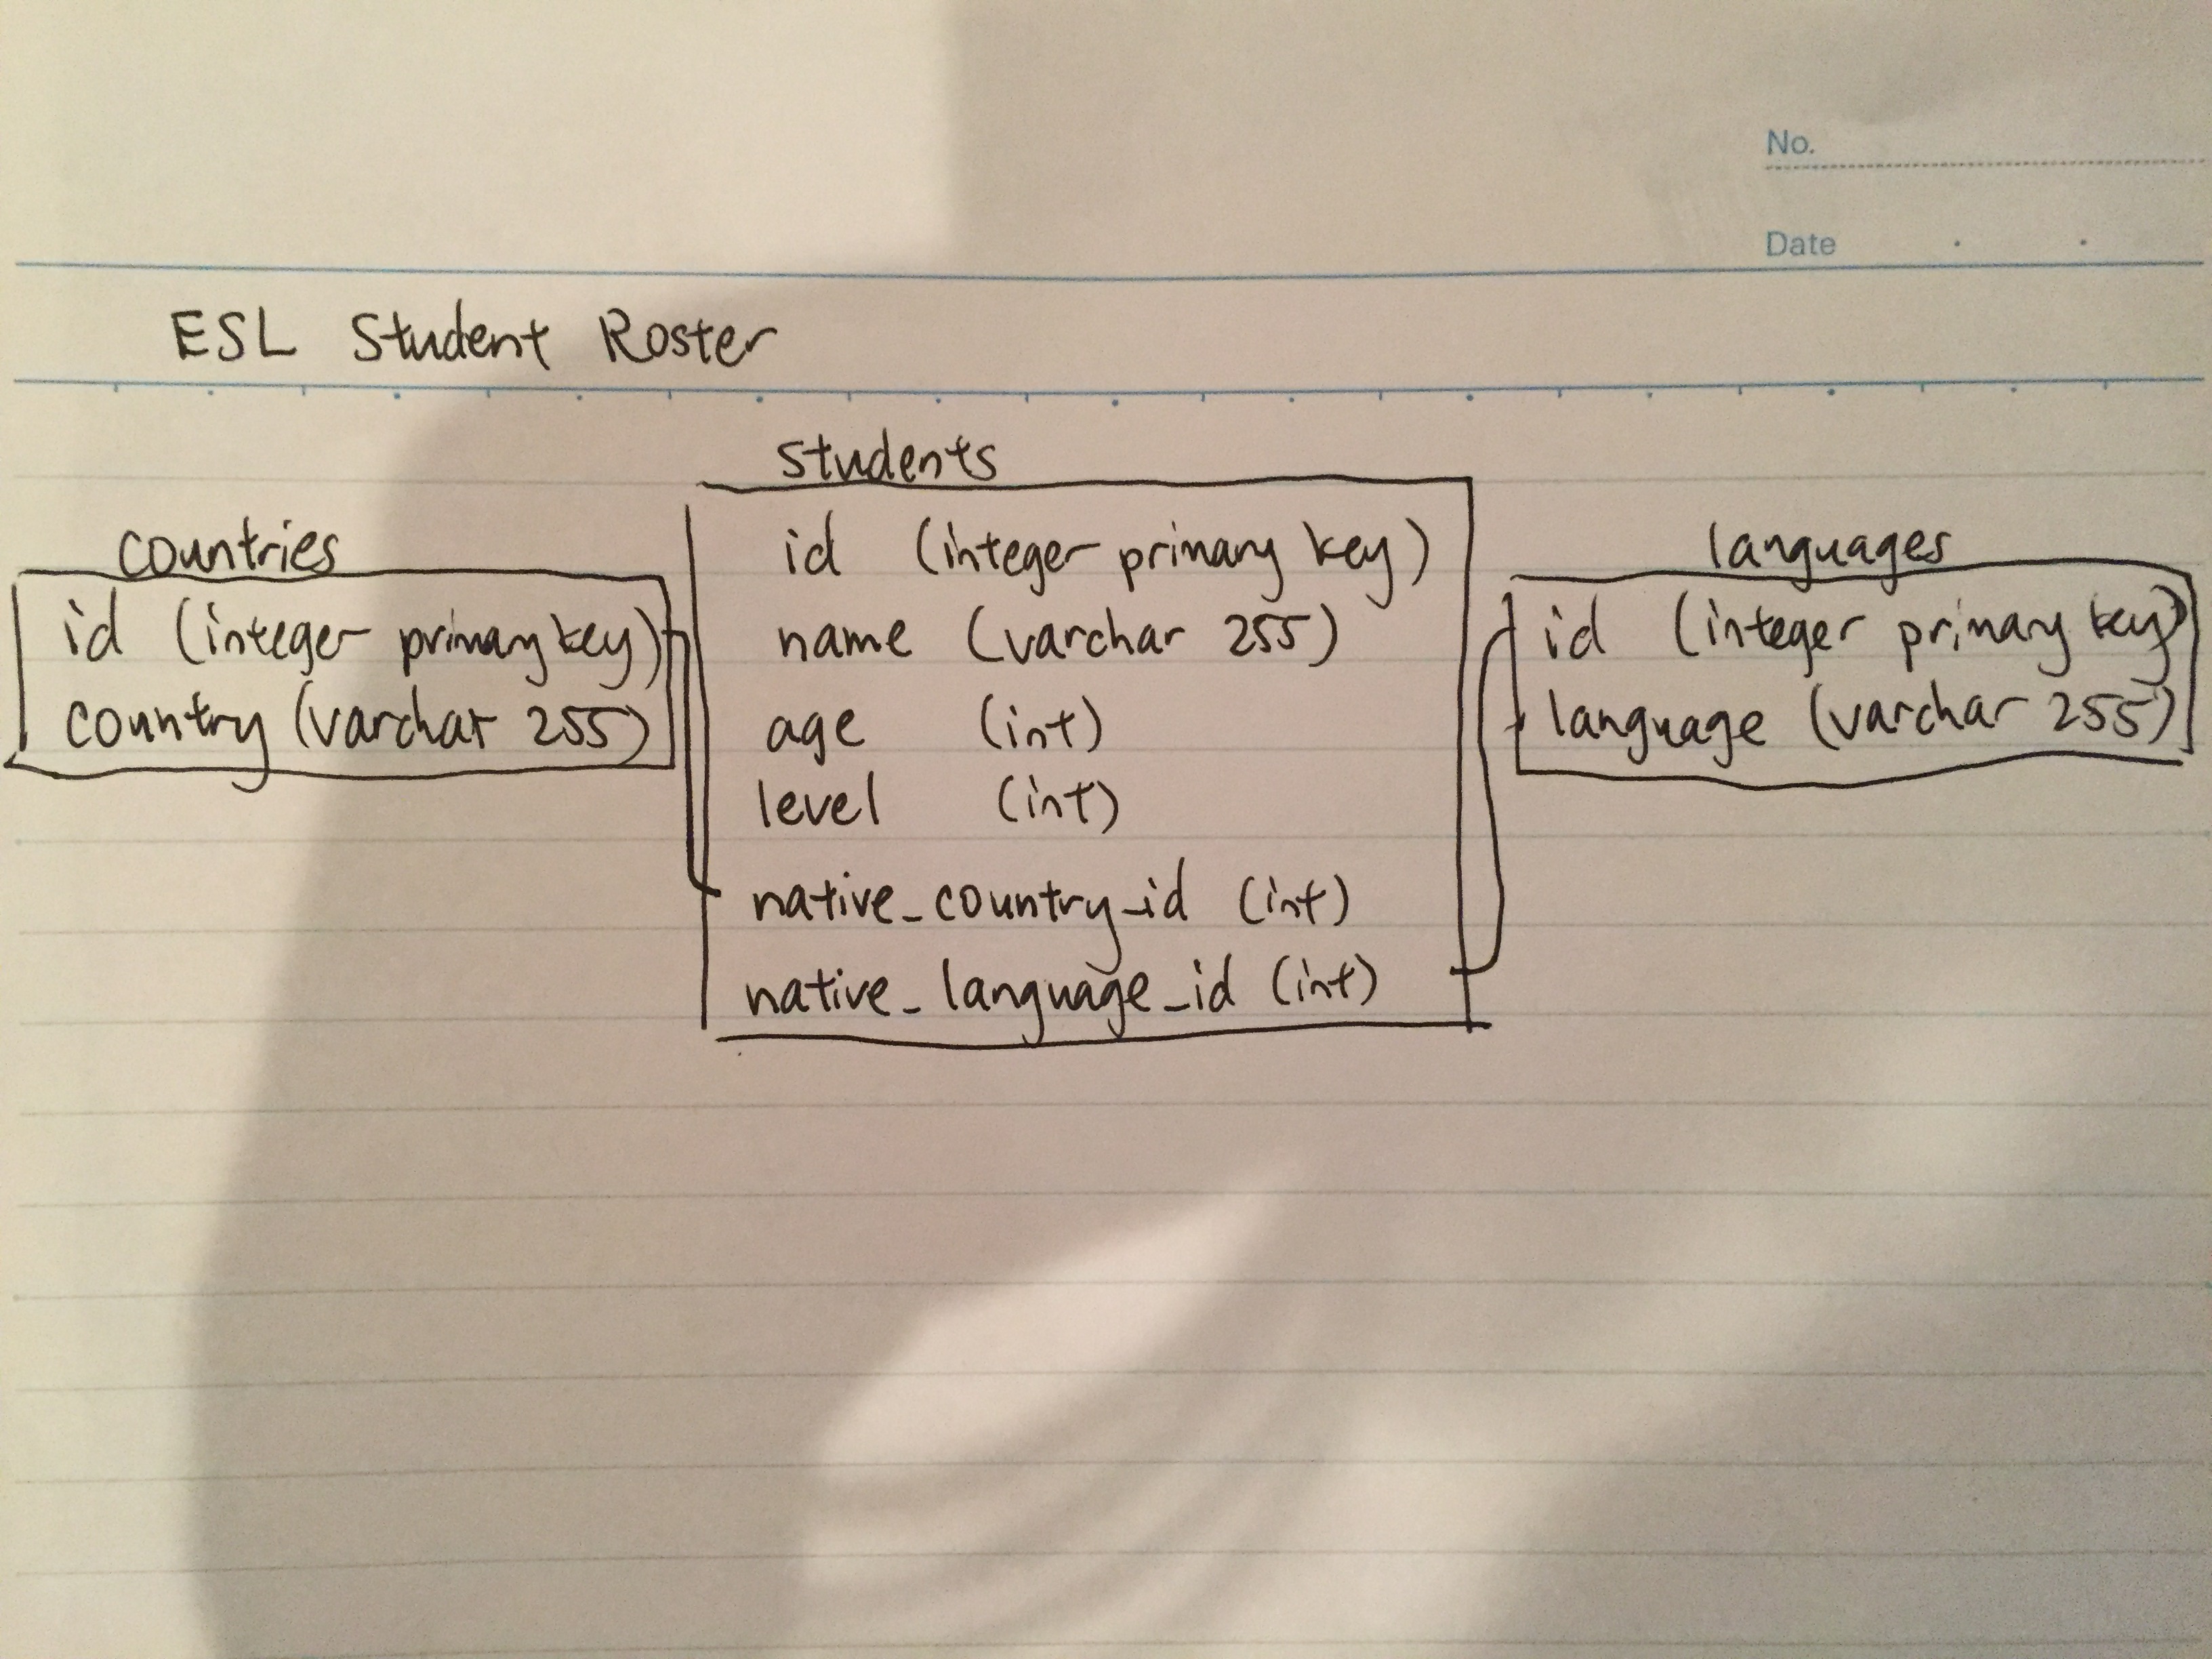 No.
Date
ESL Student Roster
countries
id (integer primary key)
country (varchar 255)
students
id (integer primary key)
name (varchar 255)
age (int)
level (int)
native_country_id (int)
native_language_id (int)
languages
id (integer primary key)
language (varchar 255)